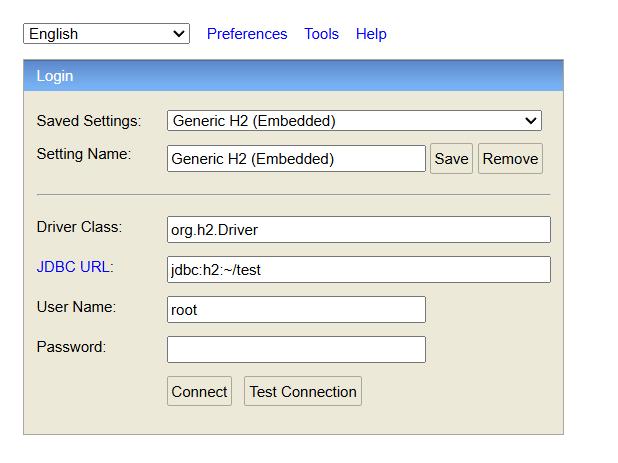 English Preferences Tools Help
Login
Saved Settings: Generic H2 (Embedded)
Setting Name: Generic H2 (Embedded) Save Remove
Driver Class: org.h2.Driver
JDBC URL: jdbc:h2:~/test
User Name: root
Password:
Connect Test Connection